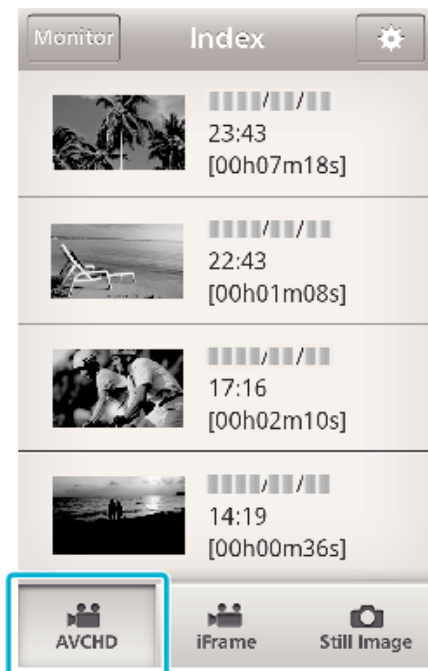 Monitor Index
23:43
[00h07m18s]
22:43
[00h01m08s]
17:16
[00h02m10s]
14:19
[00h00m36s]
AVCHD iFrame Still Image